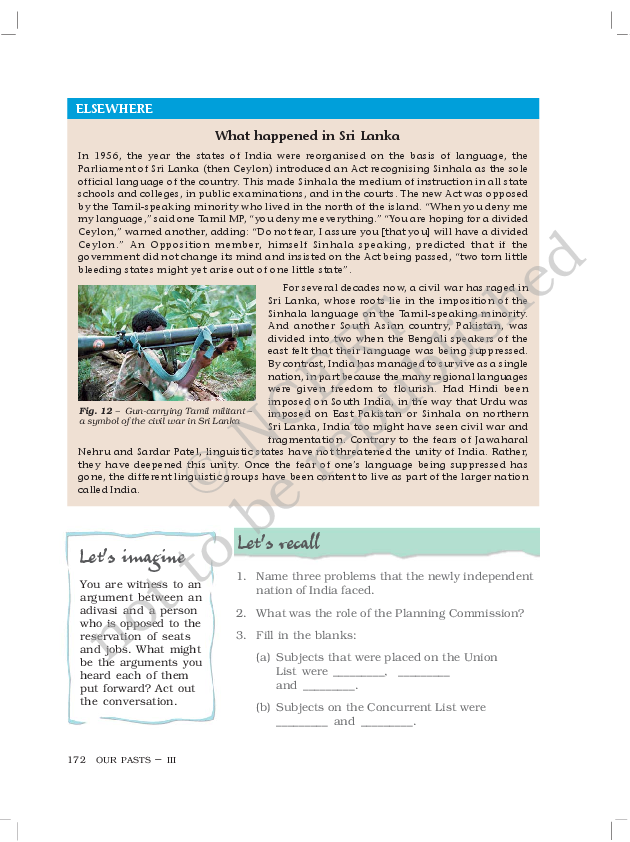 ELSEWHERE
What happened in Sri Lanka
In 1956, the year the states of India were reorganised on the basis of language, the
Parliament of Sri Lanka (then Ceylon) introduced an Act recognising Sinhala as the sole
official language of the country. This made Sinhala the medium of instruction in all state
schools and colleges, in public examinations, and in the courts. The new Act was opposed
by the Tamil-speaking minority who lived in the north of the island. “When you deny me
my language,” said one Tamil MP, “you deny me everything.” “You are hoping for a divided
Ceylon,” warned another, adding: “Do not fear, I assure you [that you] will have a divided
Ceylon.” An Opposition member, himself Sinhala speaking, predicted that if the
government did not change its mind and insisted on the Act being passed, “two torn little
bleeding states might yet arise out of one little state”.
For several decades now, a civil war has raged in
Sri Lanka, whose roots lie in the imposition of the
Sinhala language on the Tamil-speaking minority.
And another South Asian country, Pakistan, was
divided into two when the Bengali speakers of the
east felt that their language was being suppressed.
By contrast, India has managed to survive as a single
nation, in part because the many regional languages
were given freedom to flourish. Had Hindi been
imposed on South India, in the way that Urdu was
imposed on East Pakistan or Sinhala on northern
Sri Lanka, India too might have seen civil war and
fragmentation. Contrary to the fears of Jawaharal
Nehru and Sardar Patel, linguistic states have not threatened the unity of India. Rather,
they have deepened this unity. Once the fear of one’s language being suppressed has
gone, the different linguistic groups have been content to live as part of the larger nation
called India.
Fig. 12 – Gun-carrying Tamil militant –
a symbol of the civil war in Sri Lanka
Let’s imagine
You are witness to an
argument between an
adivasi and a person
who is opposed to the
reservation of seats
and jobs. What might
be the arguments you
heard each of them
put forward? Act out
the conversation.
Let’s recall
1. Name three problems that the newly independent
nation of India faced.
2. What was the role of the Planning Commission?
3. Fill in the blanks:
(a) Subjects that were placed on the Union
List were _________, _________
and _________.
(b) Subjects on the Concurrent List were
_________ and _________.
172 OUR PASTS – III
© NCERT
not to be republished